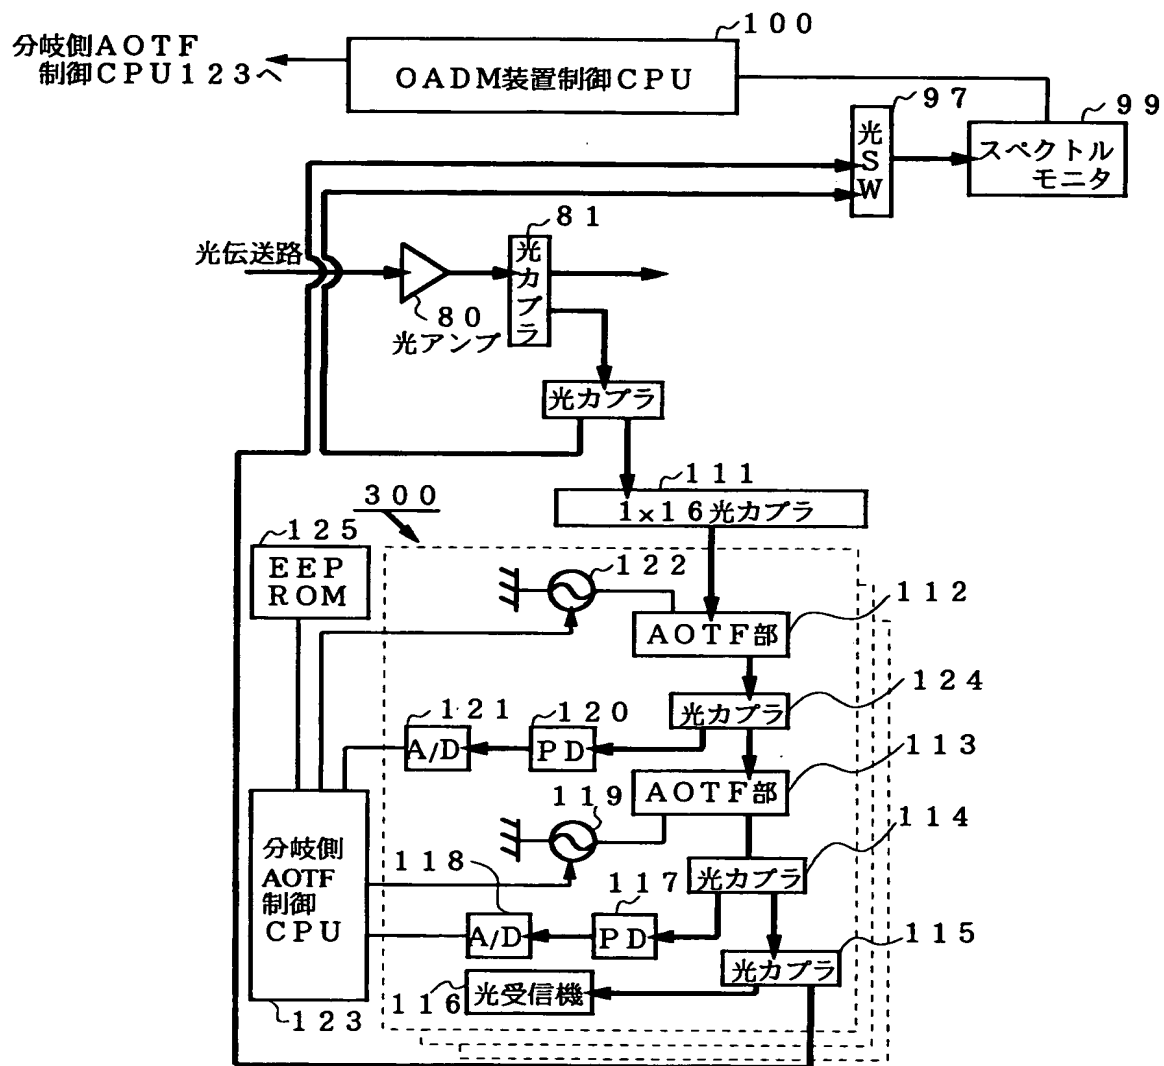 １００
分岐側ＡＯＴＦ
制御ＣＰＵ１２３へ
ＯＡＤＭ装置制御ＣＰＵ
９７
９９
光
Ｓ
Ｗ
スペクトル
モニタ
８１
光伝送路
光
カ
プ
ラ
８０
光アンプ
光カプラ
１１１
１×１６光カプラ
３００
１２５
ＥＥＰ
ＲＯＭ
１２２
１１２
ＡＯＴＦ部
１２４
１２１
１２０
光カプラ
A/D
ＰＤ
１１３
ＡＯＴＦ部
１１９
１１４
分岐側
AOTF
制御
ＣＰＵ
１１８
１１７
光カプラ
１１５
A/D
ＰＤ
光カプラ
１１６
光受信機
１２３